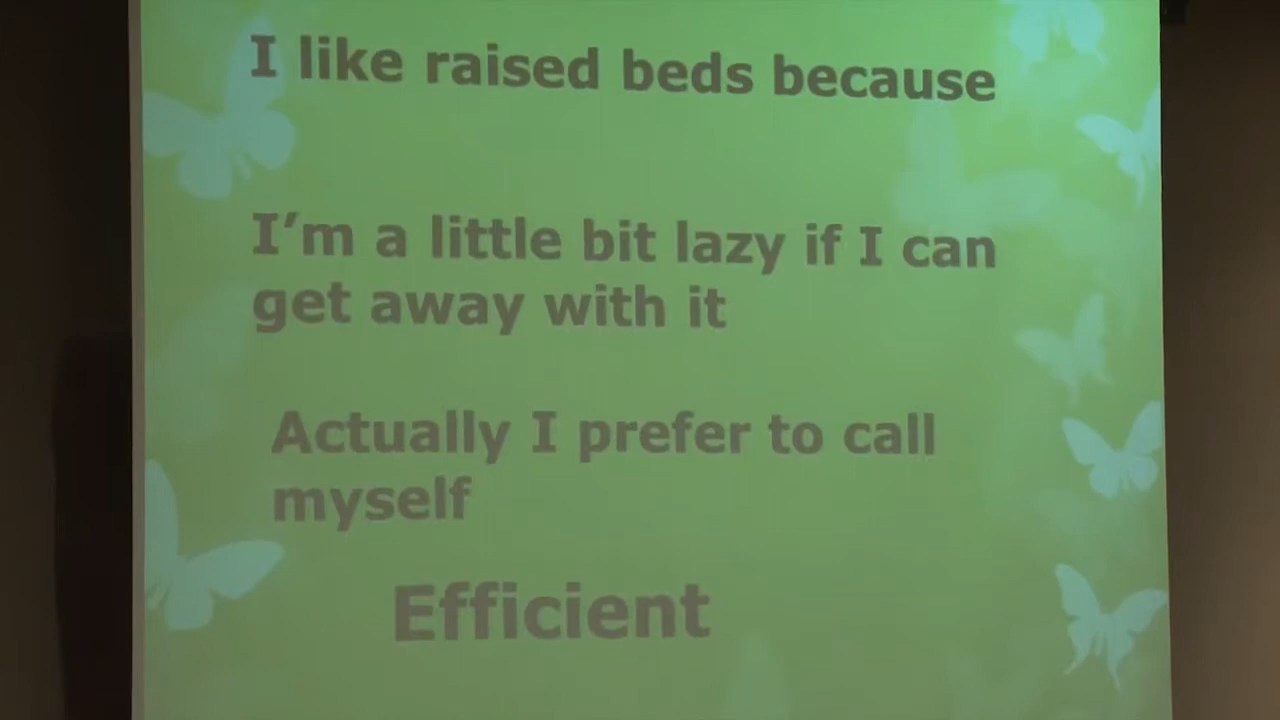 I like raised beds because
I’m a little bit lazy if I can
get away with it
Actually I prefer to call
myself
Efficient